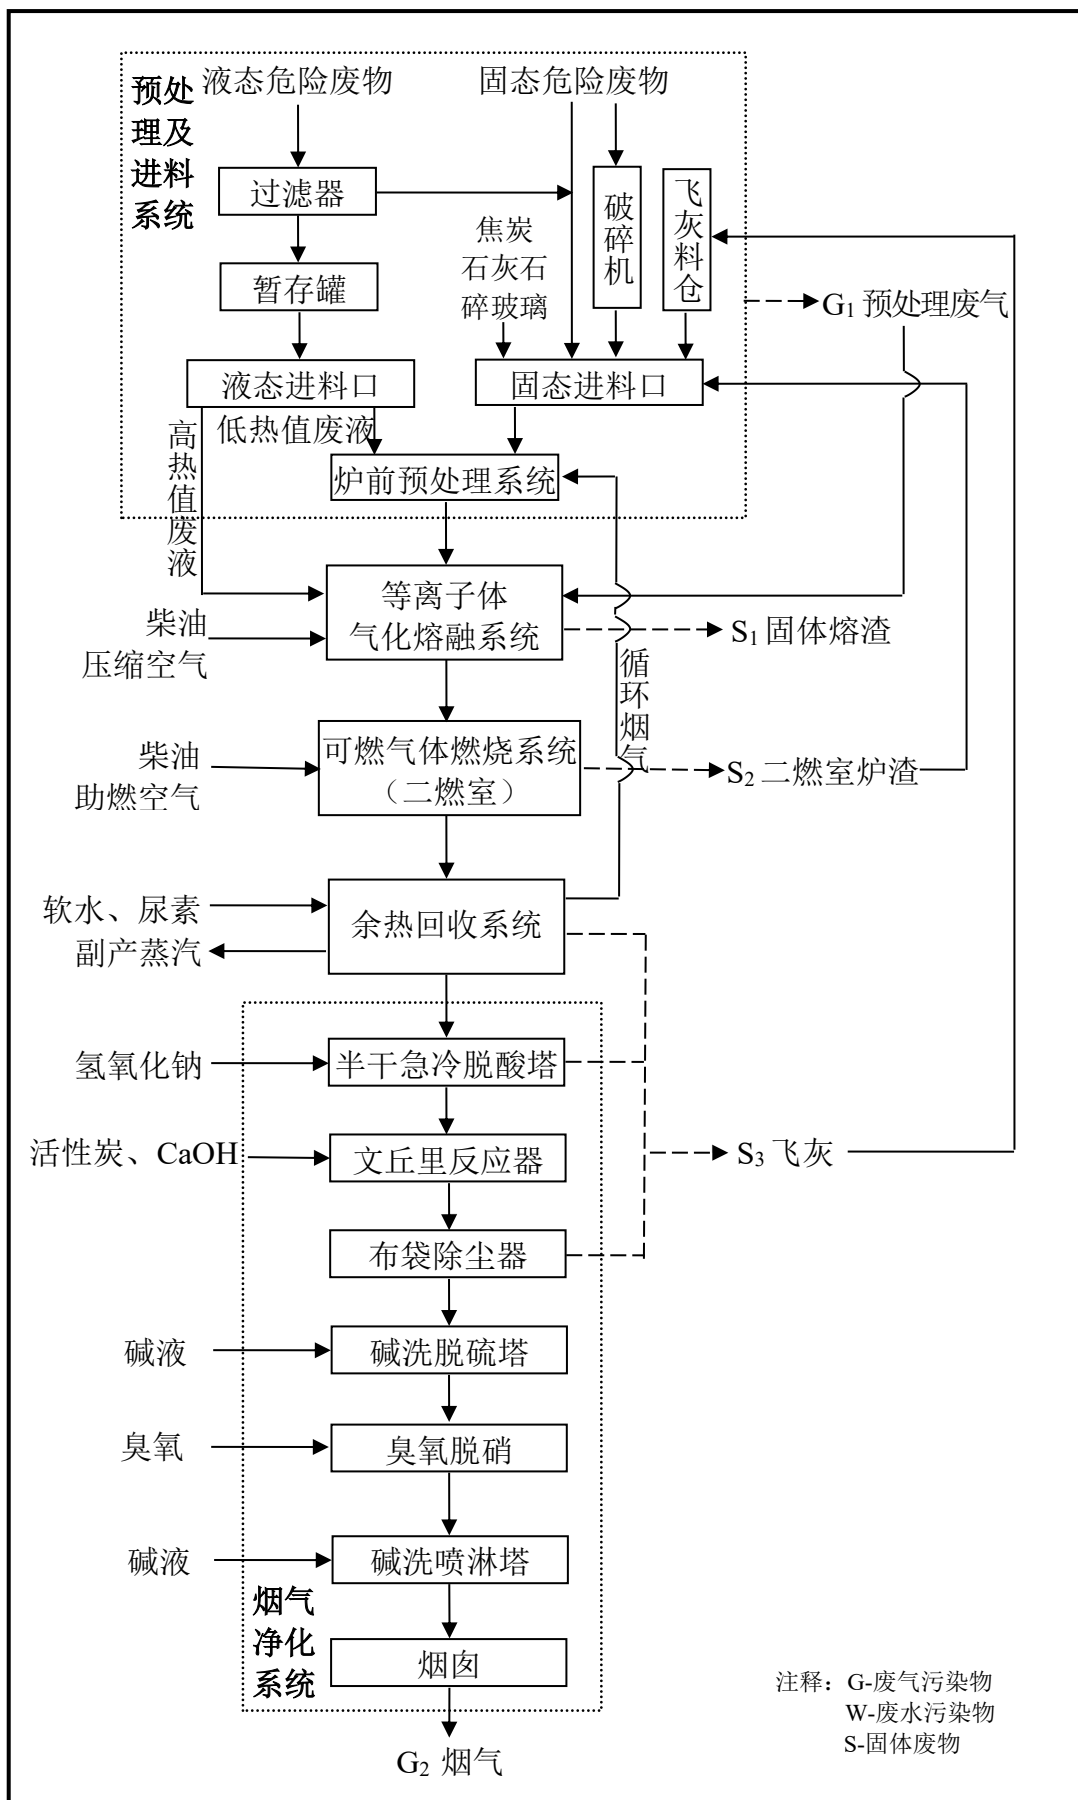 预处
理及
进料
系统
液态危险废物
固态危险废物
过滤器
破碎机
飞灰料仓
焦炭
石灰石
碎玻璃
暂存罐
G₁ 预处理废气
液态进料口
固态进料口
高热值废液
低热值废液
炉前预处理系统
等离子体
气化熔融系统
柴油
压缩空气
S₁ 固体熔渣
循环烟气
可燃气体燃烧系统
（二燃室）
柴油
助燃空气
S₂ 二燃室炉渣
软水、尿素
副产蒸汽
余热回收系统
氢氧化钠
半干急冷脱酸塔
活性炭、CaOH
文丘里反应器
S₃ 飞灰
布袋除尘器
碱液
碱洗脱硫塔
臭氧
臭氧脱硝
碱液
碱洗喷淋塔
烟气
净化
系统
烟囱
G₂ 烟气
注释：G-废气污染物
W-废水污染物
S-固体废物